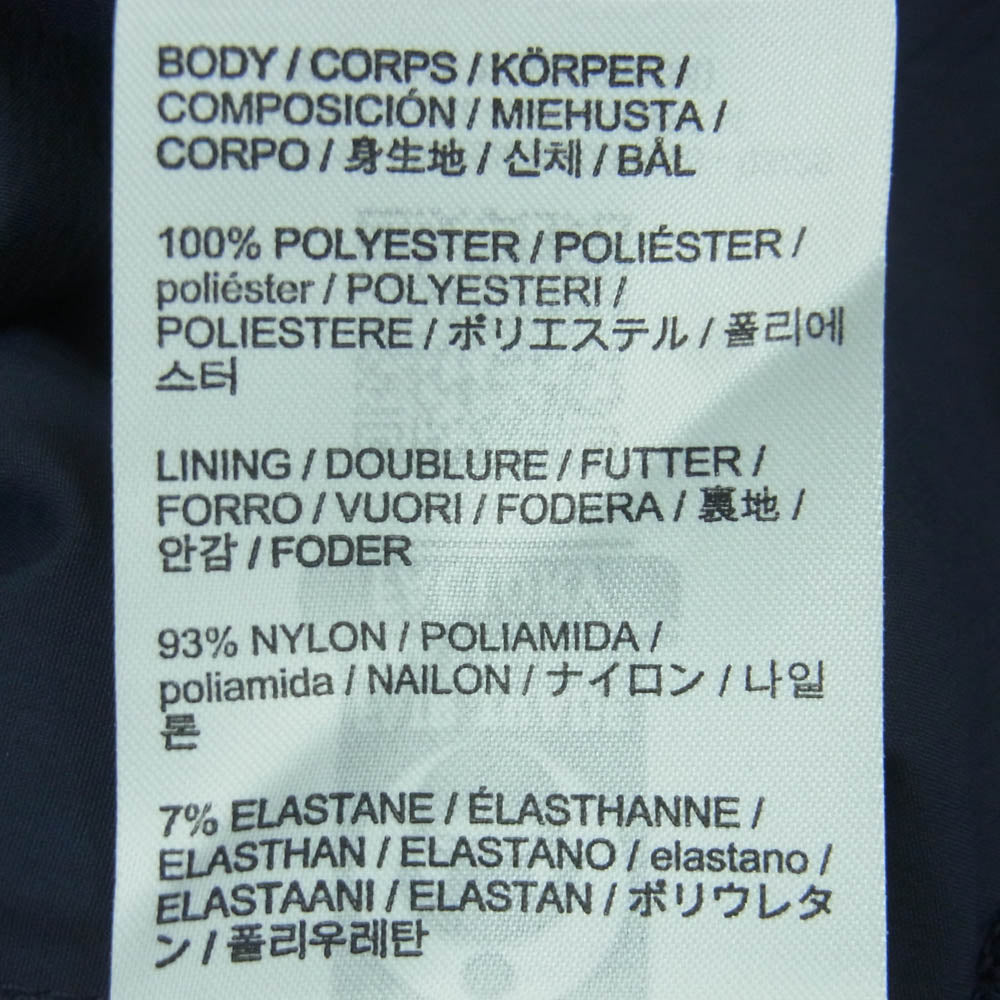 BODY / CORPS / KÖRPER /
COMPOSICIÓN / MIEHUSTA /
CORPO / 身生地 / 신체 / BÅL
100% POLYESTER / POLIÉSTER /
poliéster / POLYESTERI /
POLIESTERE / ポリエステル / 폴리에
스터
LINING / DOUBLURE / FUTTER /
FORRO / VUORI / FODERA / 裏地 /
안감 / FODER
93% NYLON / POLIAMIDA /
poliamida / NAILON / ナイロン / 나일
론
7% ELASTANE / ÉLASTHANNE /
ELASTHAN / ELASTANO / elastano /
ELASTAANI / ELASTAN / ポリウレタ
ン / 폴리우레탄